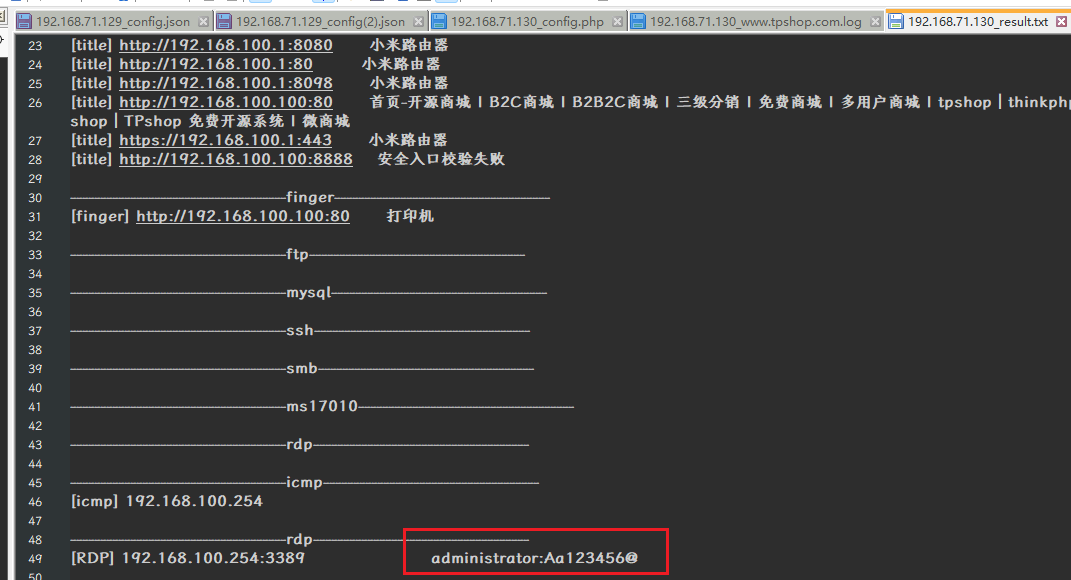 192.168.71.129_config.json
192.168.71.129_config(2).json
192.168.71.130_config.php
192.168.71.130_www.tpshop.com.log
192.168.71.130_result.txt
23 [title] http://192.168.100.1:8080 小米路由器
24 [title] http://192.168.100.1:80 小米路由器
25 [title] http://192.168.100.1:8098 小米路由器
26 [title] http://192.168.100.100:80 首页-开源商城 | B2C商城 | B2B2C商城 | 三级分销 | 免费商城 | 多用户商城 | tpshop | thinkphp
shop | TPshop 免费开源系统 | 微商城
27 [title] https://192.168.100.1:443 小米路由器
28 [title] http://192.168.100.100:8888 安全入口校验失败
29
30 ------------------------------------finger------------------------------------
31 [finger] http://192.168.100.100:80 打印机
32
33 ------------------------------------ftp------------------------------------
34
35 ------------------------------------mysql------------------------------------
36
37 ------------------------------------ssh------------------------------------
38
39 ------------------------------------smb------------------------------------
40
41 ------------------------------------ms17010------------------------------------
42
43 ------------------------------------rdp------------------------------------
44
45 ------------------------------------icmp------------------------------------
46 [icmp] 192.168.100.254
47
48 ------------------------------------rdp------------------------------------
49 [RDP] 192.168.100.254:3389 administrator:Aa123456@
50